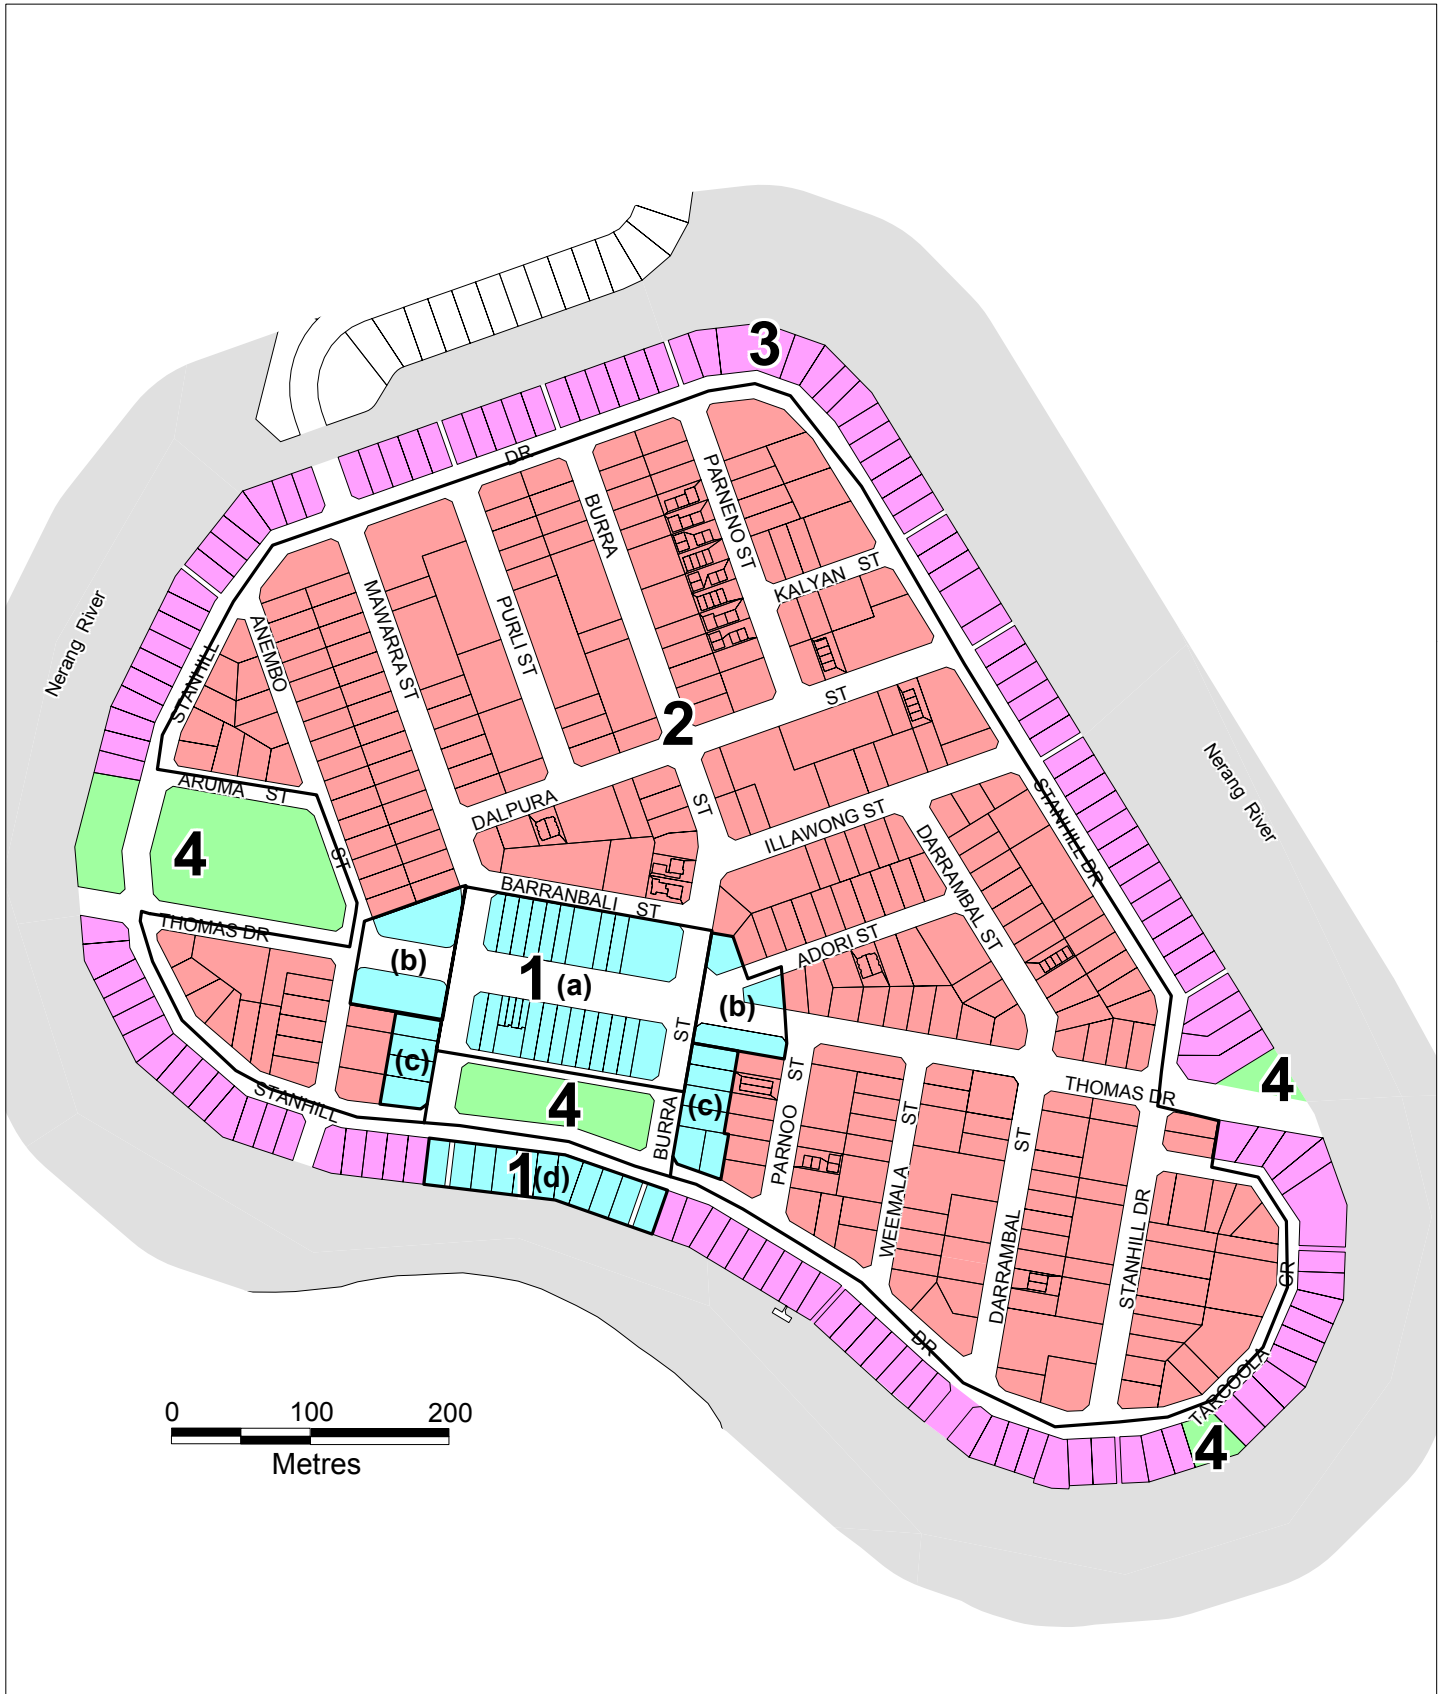 3
DR
PARNENO ST
BURRA
KALYAN ST
MAWARRA ST
PURLI ST
ANEMBO
Nerang River
STANHILL
ST
2
Nerang River
ARUMA ST
DALPURA
ST
STANHILL DR
ILLAWONG ST
4
ST
DARRAMBAL ST
BARRANBALI ST
THOMAS DR
ADORI ST
(b)
1 (a)
(b)
ST
(c)
4
THOMAS DR
4
STANHILL
(c)
PARNOO ST
ST
BURRA
ST
1 (d)
WEEMALA
STANHILL DR
DARRAMBAL
CR
DR
TARCOOLA
4
0 100 200
Metres